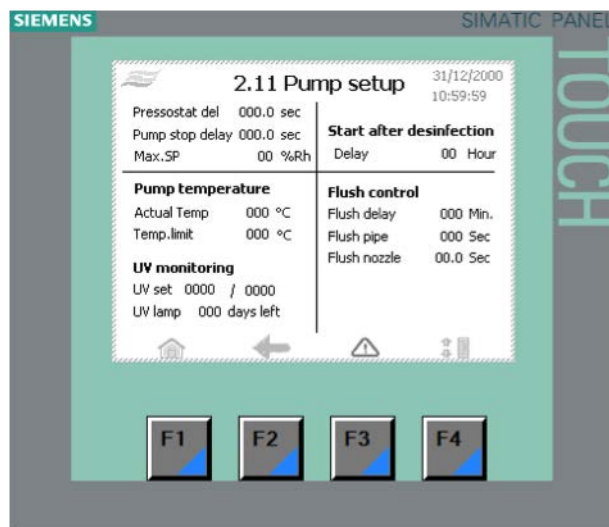 SIEMENS
SIMATIC PANEL
TOUCH
2.11 Pump setup
31/12/2000
10:59:59
Pressostat del 000.0 sec
Pump stop delay 000.0 sec
Max.SP 00 %Rh
Start after desinfection
Delay 00 Hour
Pump temperature
Actual Temp 000 °C
Temp.limit 000 °C
UV monitoring
UV set 0000 / 0000
UV lamp 000 days left
Flush control
Flush delay 000 Min.
Flush pipe 000 Sec
Flush nozzle 00.0 Sec
F1 F2 F3 F4